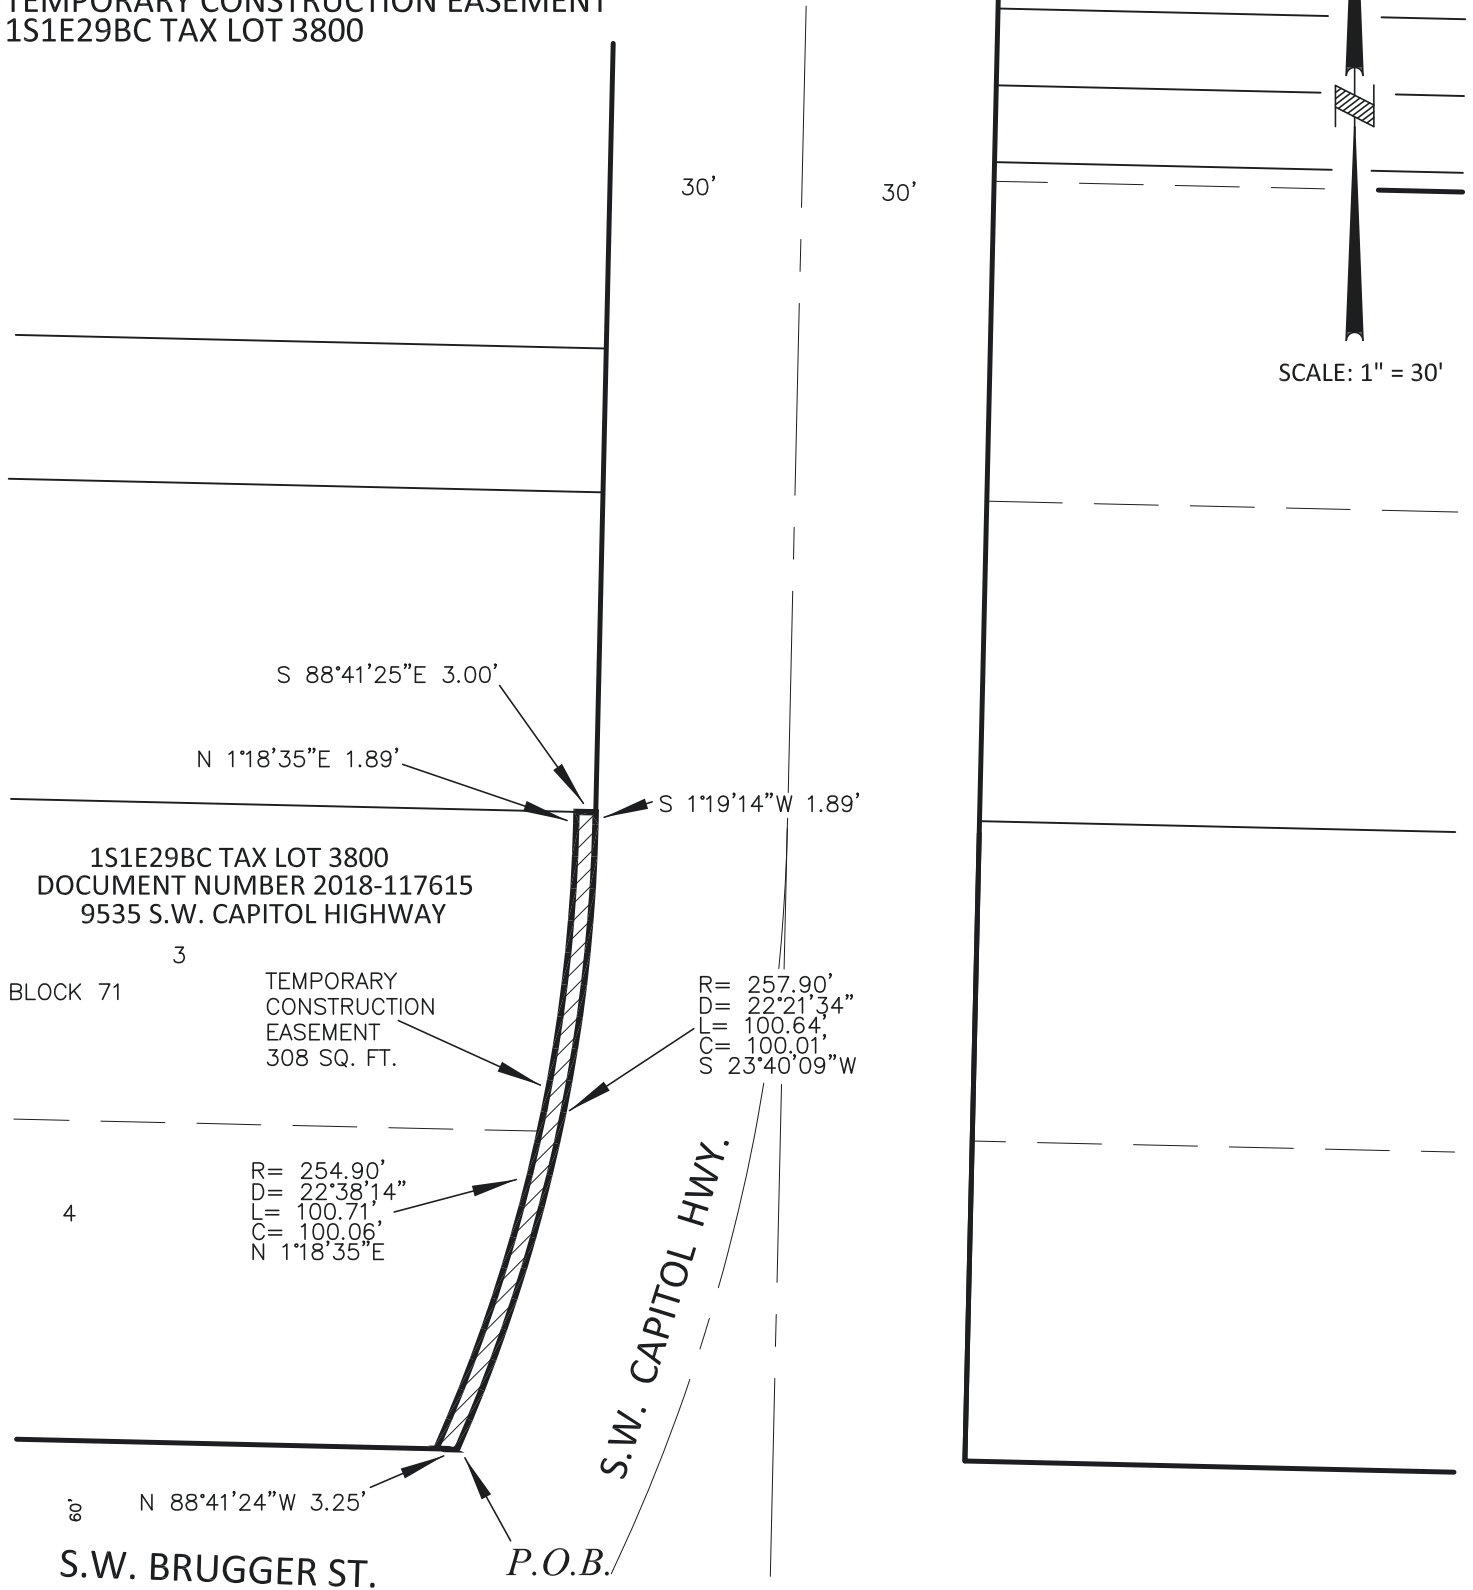 TEMPORARY CONSTRUCTION EASEMENT
1S1E29BC TAX LOT 3800
30'
30'
SCALE: 1" = 30'
S 88°41'25"E 3.00'
N 1°18'35"E 1.89'
S 1°19'14"W 1.89'
1S1E29BC TAX LOT 3800
DOCUMENT NUMBER 2018-117615
9535 S.W. CAPITOL HIGHWAY
3
BLOCK 71
TEMPORARY
CONSTRUCTION
EASEMENT
308 SQ. FT.
R= 257.90'
D= 22°21'34"
L= 100.64'
C= 100.01'
S 23°40'09"W
R= 254.90'
D= 22°38'14"
L= 100.71'
C= 100.06'
N 1°18'35"E
4
S.W. CAPITOL HWY.
N 88°41'24"W 3.25'
60'
P.O.B.
S.W. BRUGGER ST.